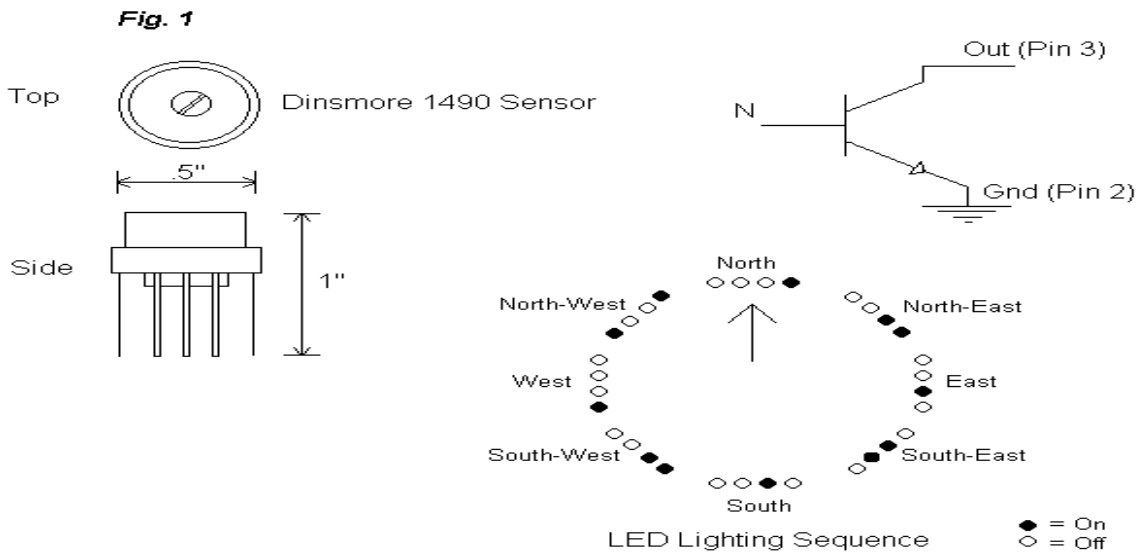 Fig. 1
Top
Dinsmore 1490 Sensor
.5"
Side
1"
Out (Pin 3)
N
Gnd (Pin 2)
North
North-West
North-East
West
East
South-West
South-East
South
LED Lighting Sequence
= On
= Off